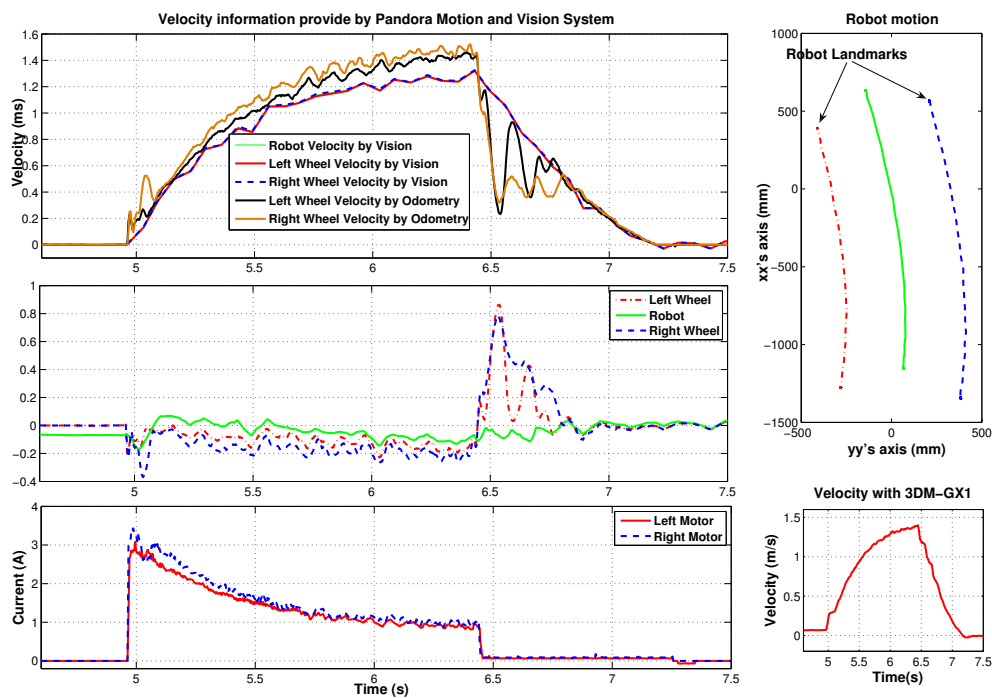 Velocity information provide by Pandora Motion and Vision System
1.6
1.4
1.2
1
0.8
0.6
0.4
0.2
0
Velocity (ms)
Robot Velocity by Vision
Left Wheel Velocity by Vision
Right Wheel Velocity by Vision
Left Wheel Velocity by Odometry
Right Wheel Velocity by Odometry
5
5.5
6
6.5
7
7.5
1
0.8
0.6
0.4
0.2
0
−0.2
−0.4
Left Wheel
Robot
Right Wheel
5
5.5
6
6.5
7
7.5
Current (A)
3
2
1
0
Left Motor
Right Motor
5
5.5
6
6.5
7
7.5
Time (s)
Robot motion
1000
500
0
−500
−1000
−1500
xx's axis (mm)
Robot Landmarks
−500
0
500
yy's axis (mm)
Velocity with 3DM−GX1
1.5
1
0.5
0
Velocity (m/s)
5
5.5
6
6.5
7
7.5
Time(s)